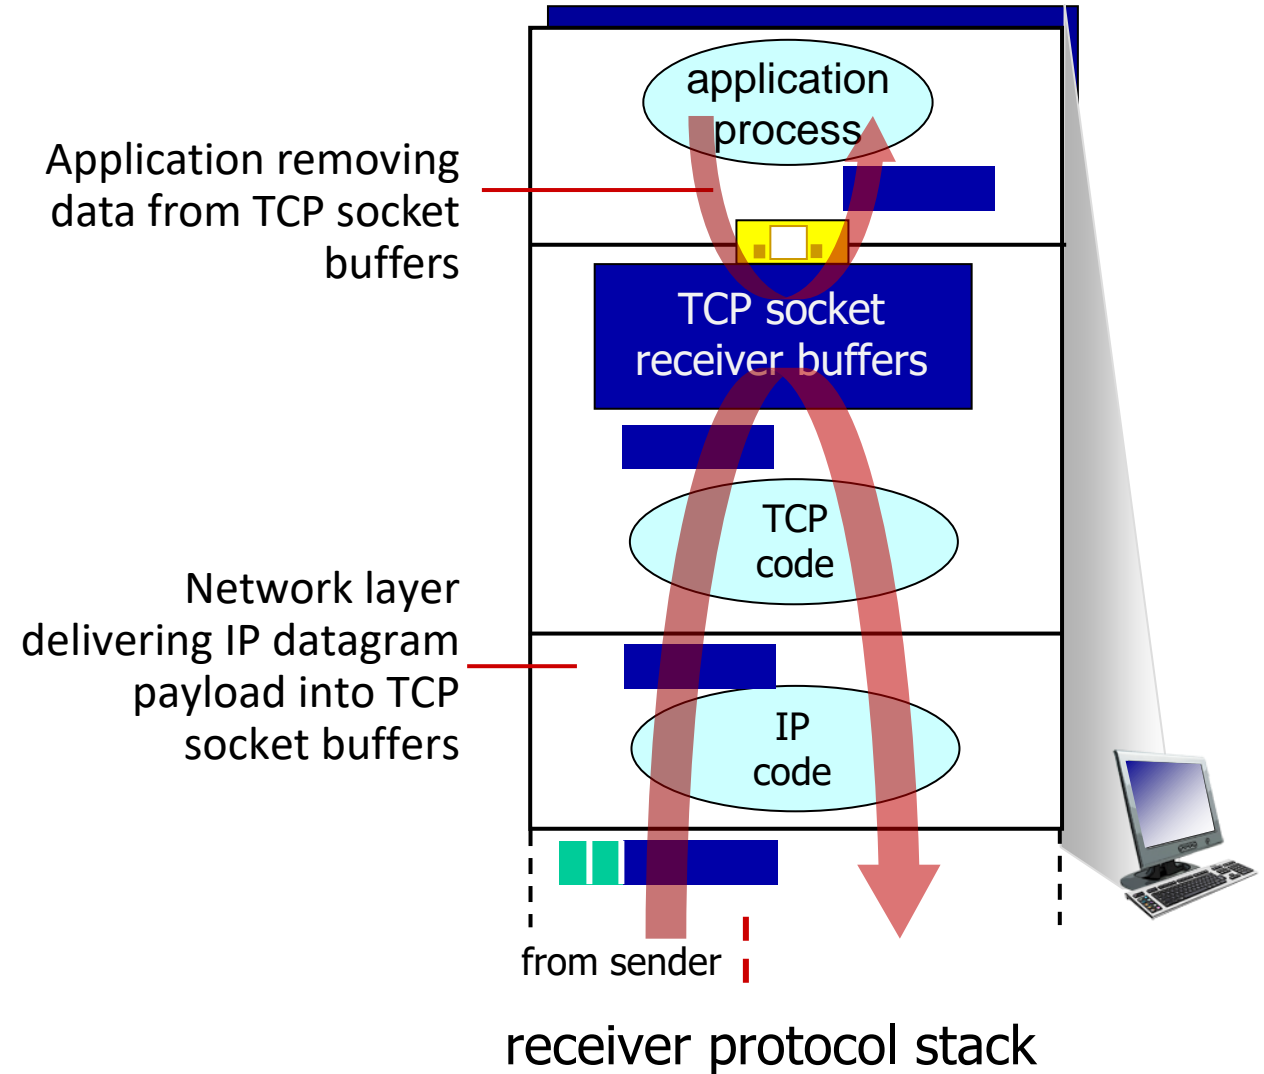 application
process
Application removing
data from TCP socket
buffers
TCP socket
receiver buffers
TCP
code
Network layer
delivering IP datagram
payload into TCP
socket buffers
IP
code
from sender
receiver protocol stack